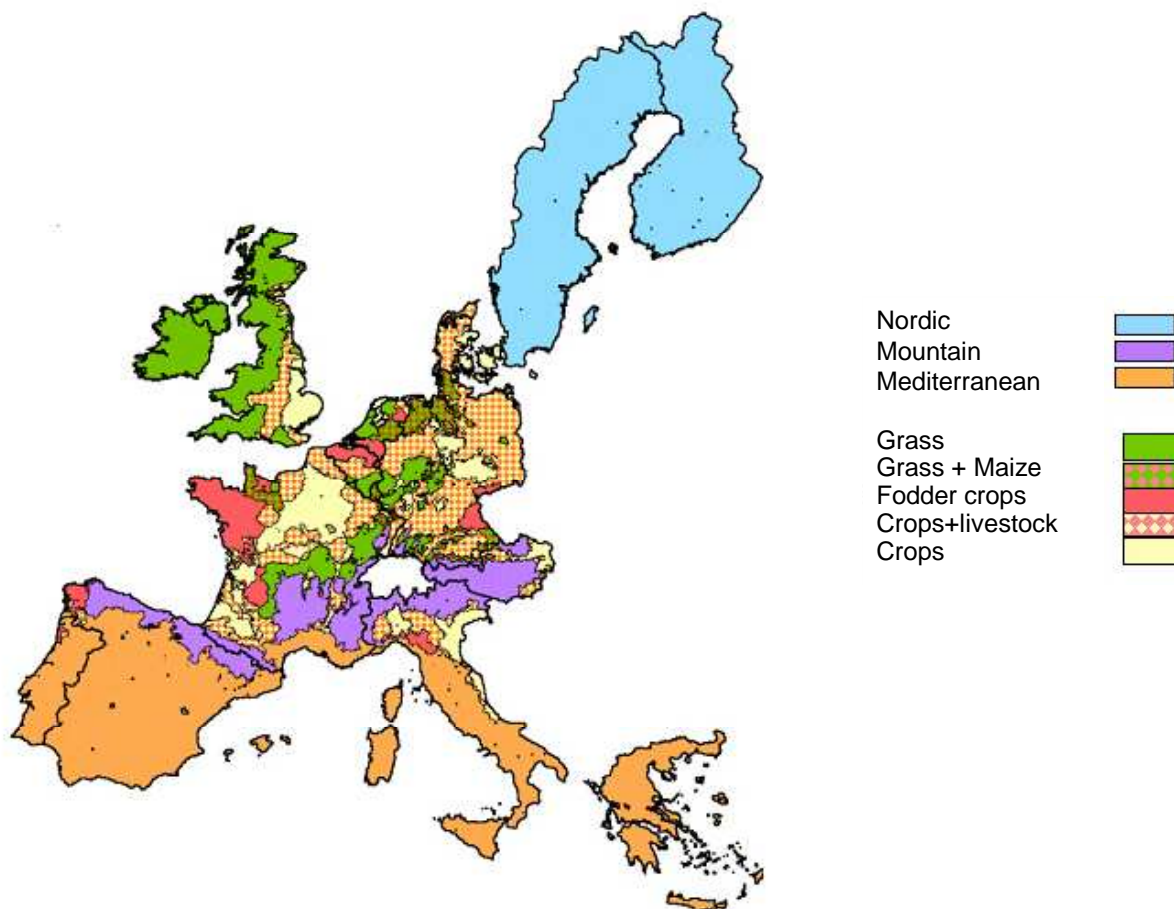 Nordic
Mountain
Mediterranean
Grass
Grass + Maize
Fodder crops
Crops+livestock
Crops